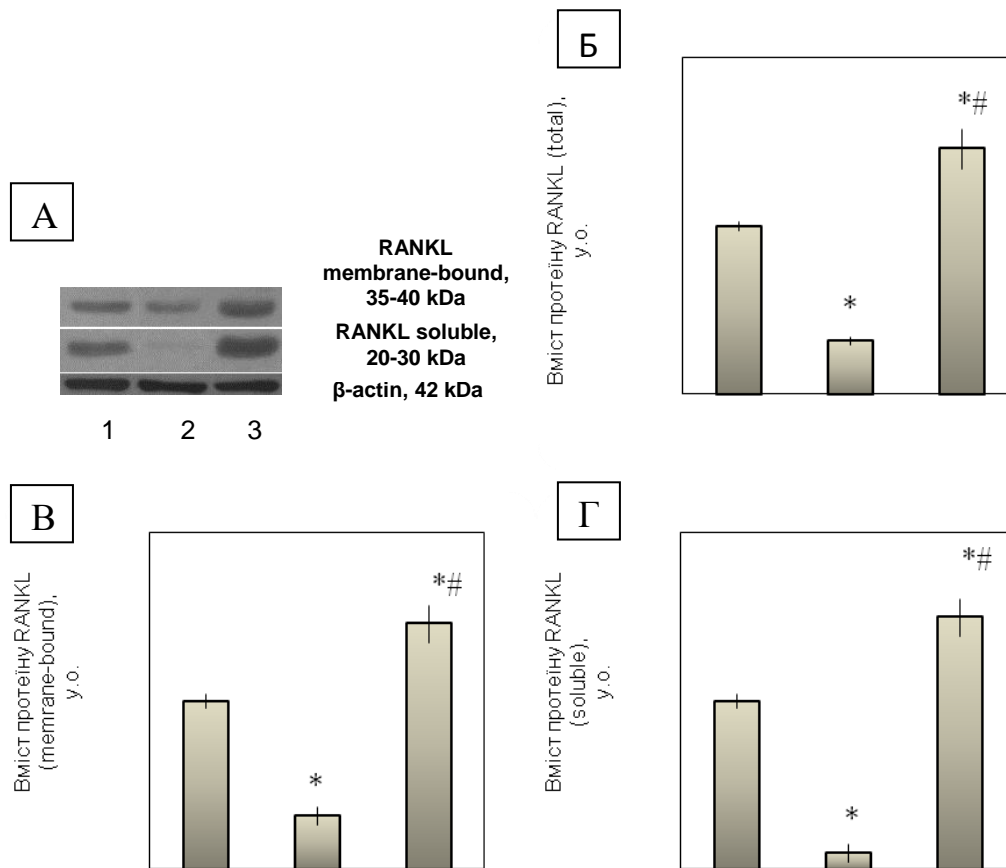 А
RANKL
membrane-bound,
35-40 kDa
RANKL soluble,
20-30 kDa
β-actin, 42 kDa
1 2 3
Б
Вміст протеїну RANKL (total),
у.о.
*
*#
В
Вміст протеїну RANKL
(memrane-bound),
у.о.
*
*#
Г
Вміст протеїну RANKL
(soluble),
у.о.
*
*#